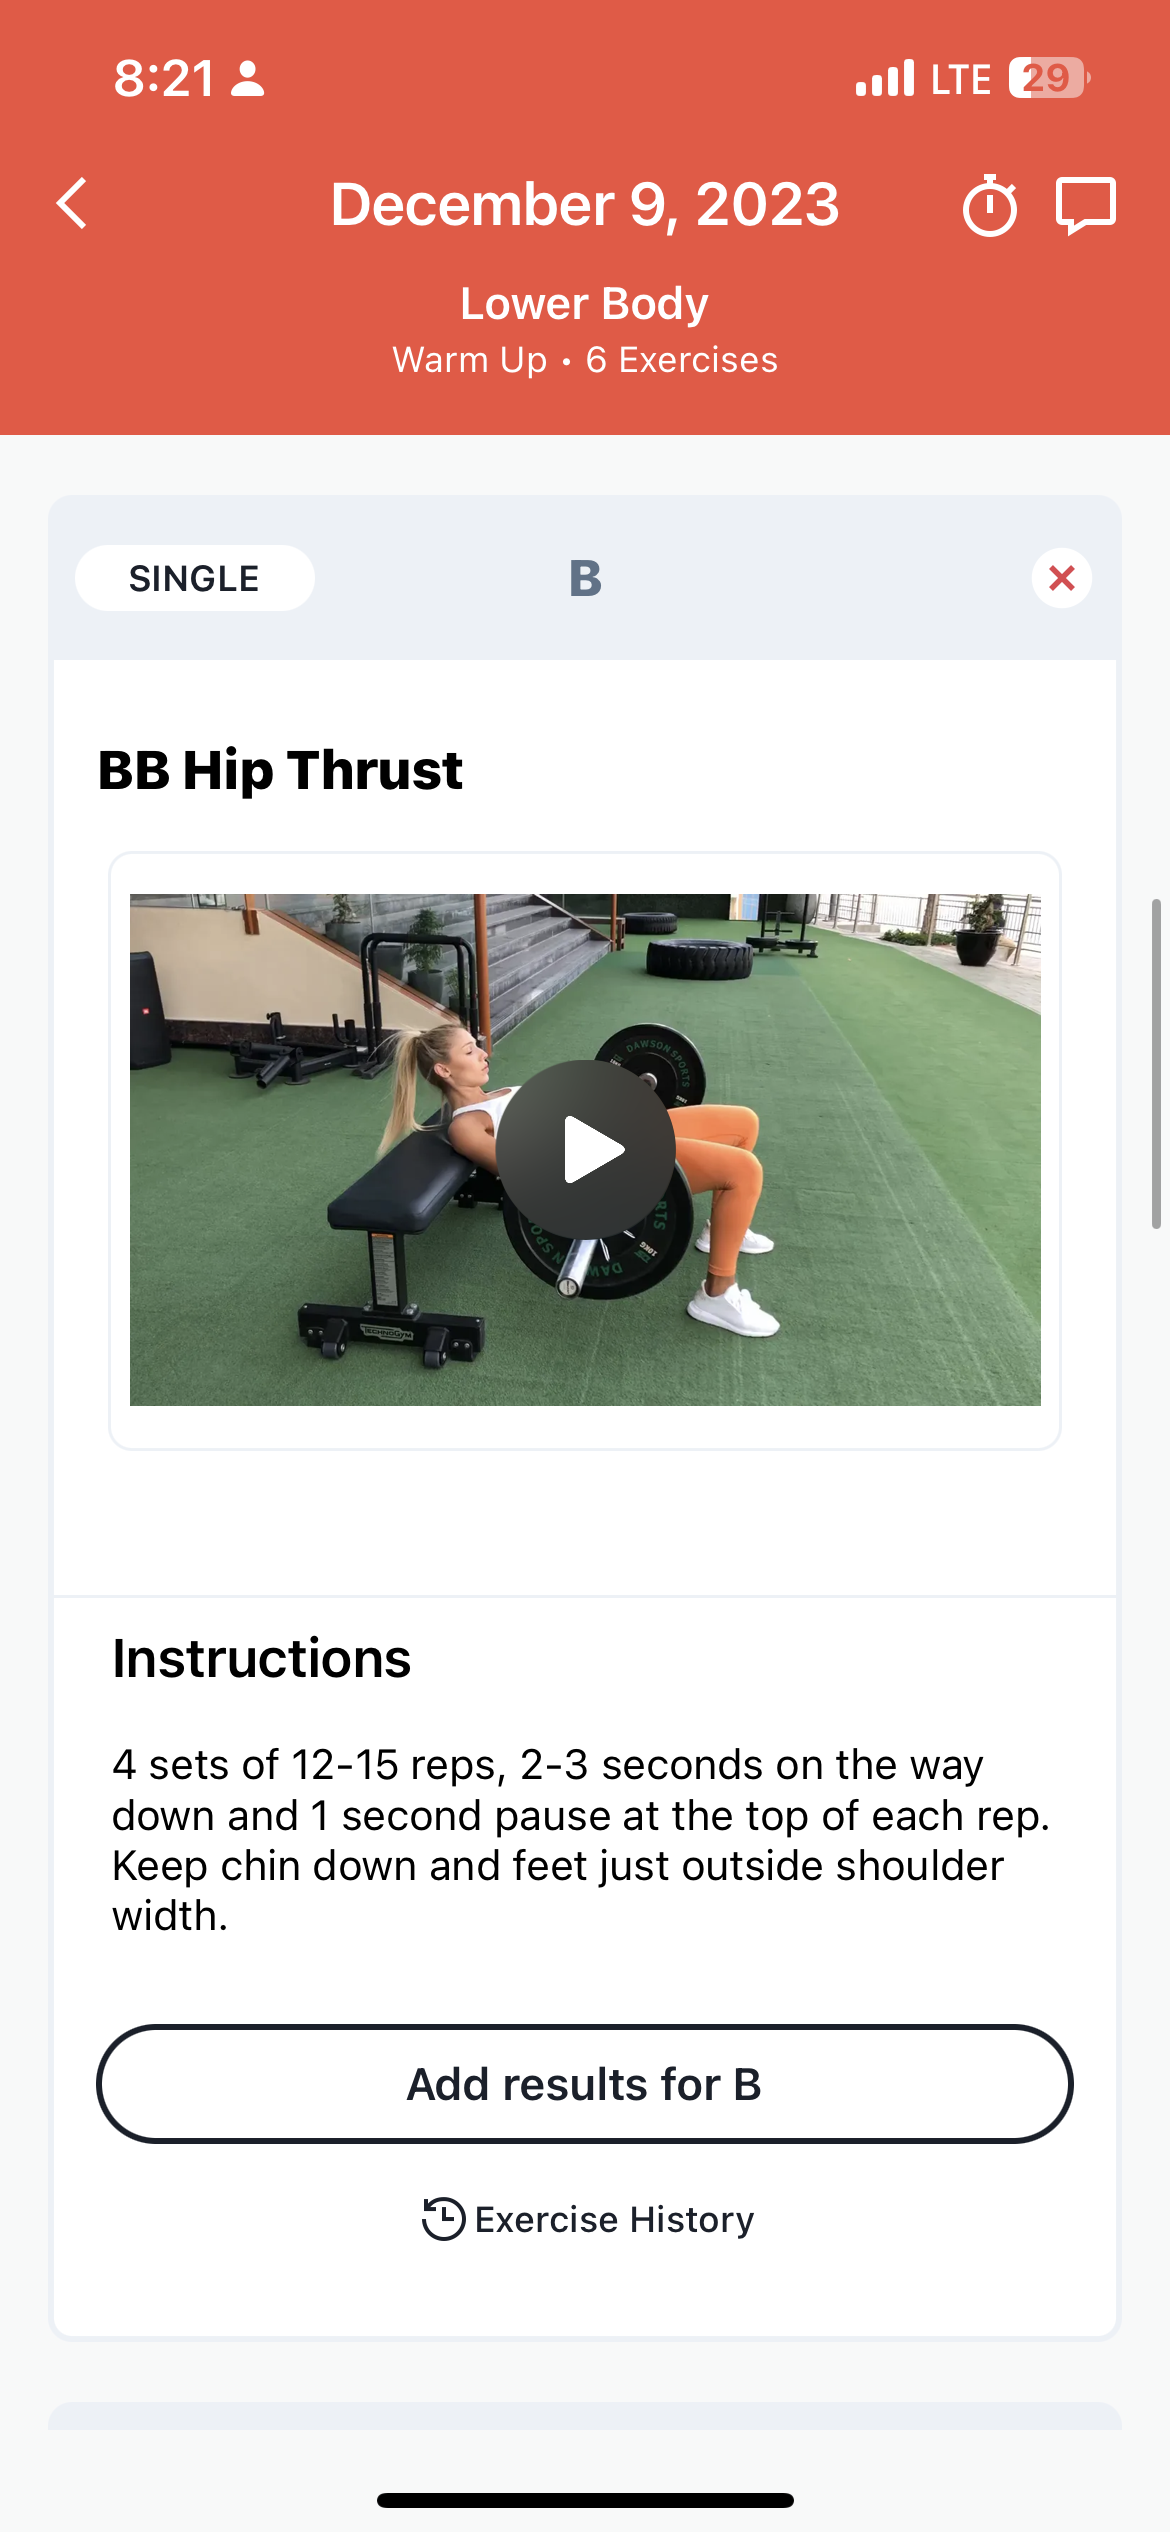 8:21
LTE 29
December 9, 2023
Lower Body
Warm Up • 6 Exercises
SINGLE
B
BB Hip Thrust
DAWSON SPORTS
TECHNOGYM
10KG
Instructions
4 sets of 12-15 reps, 2-3 seconds on the way
down and 1 second pause at the top of each rep.
Keep chin down and feet just outside shoulder
width.
Add results for B
Exercise History